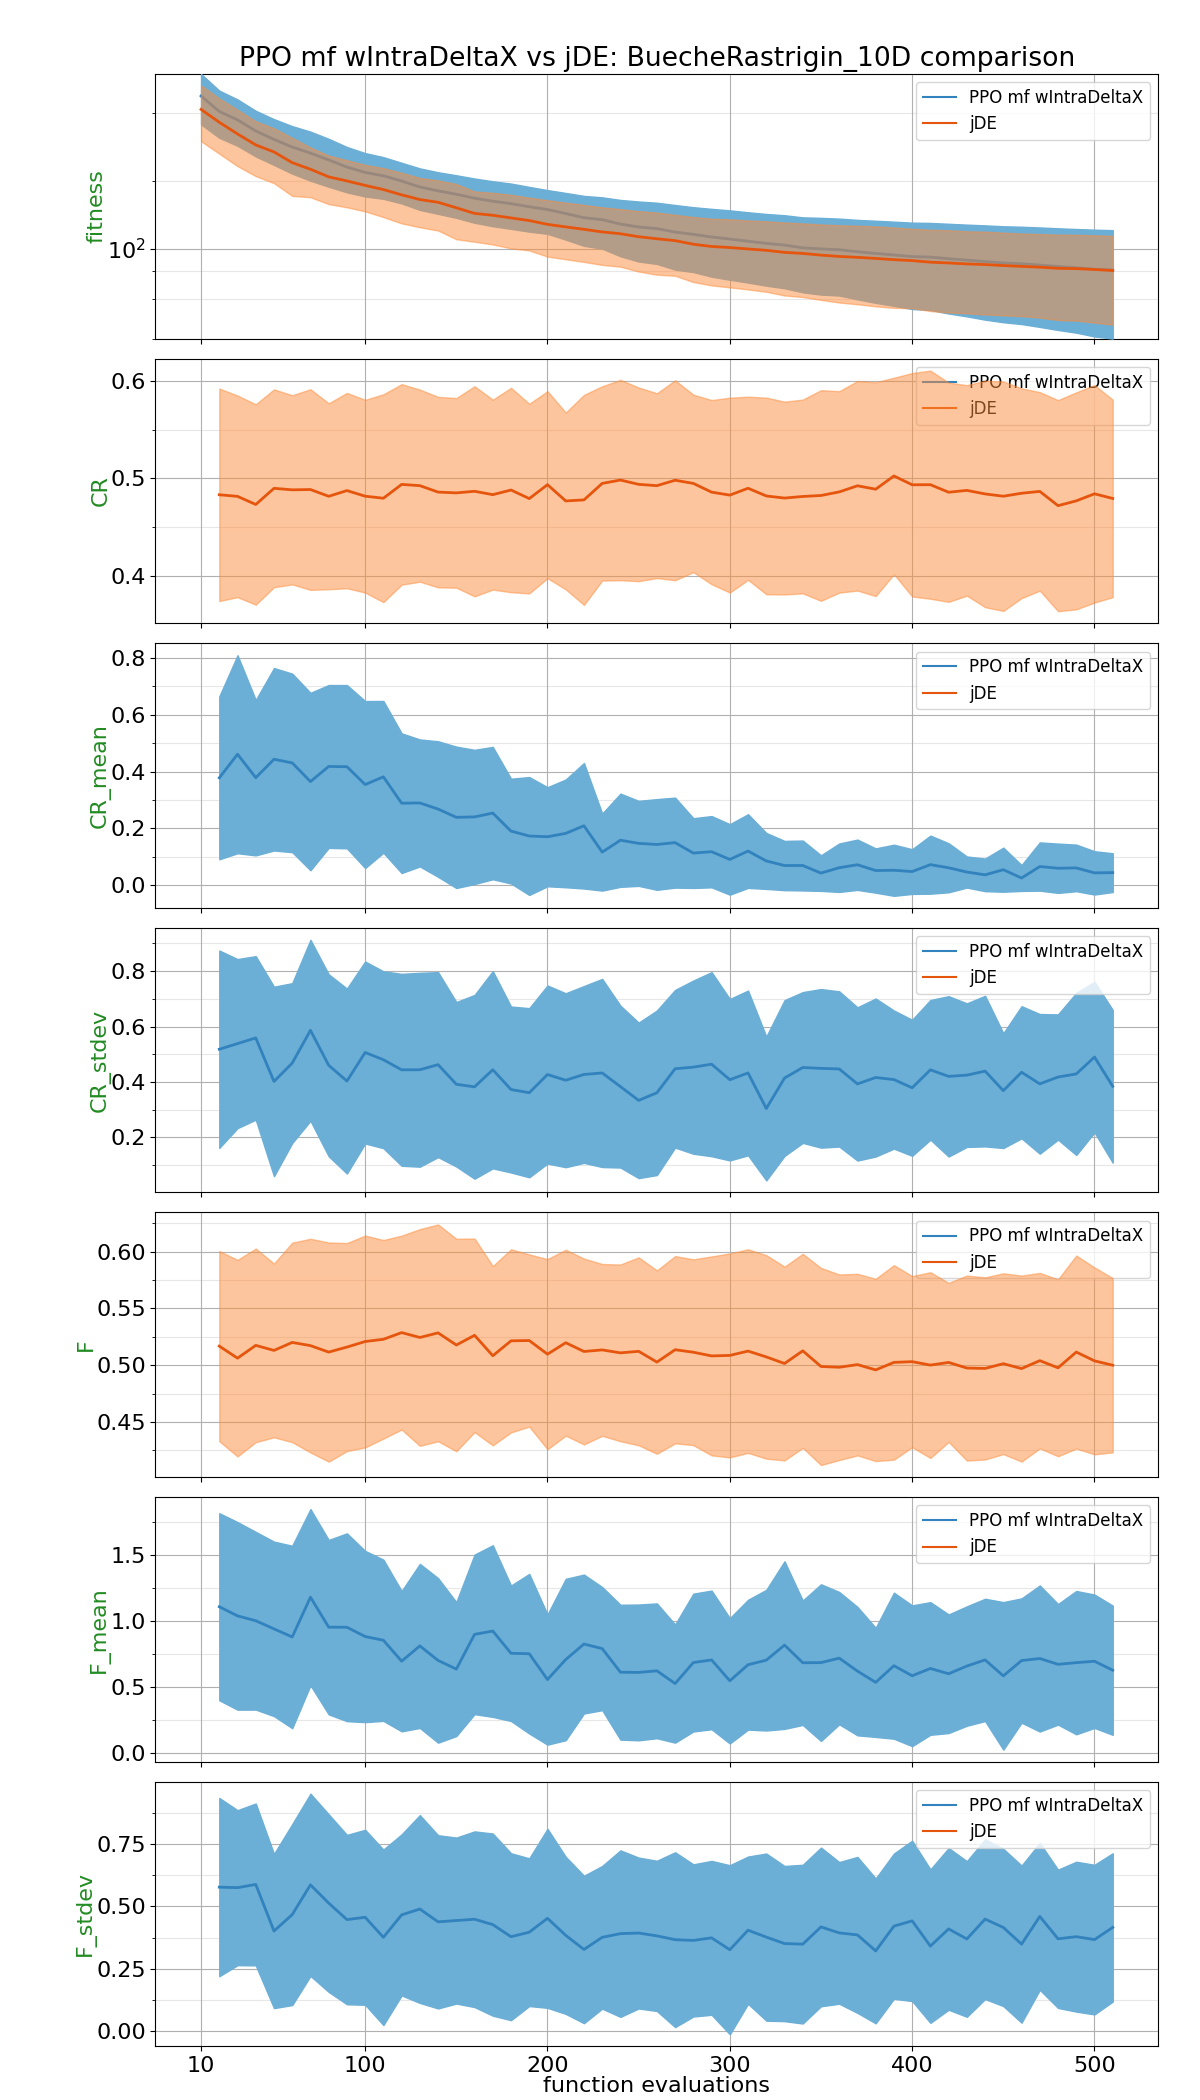 PPO mf wIntraDeltaX vs jDE: BuecheRastrigin_10D comparison
fitness
10²
PPO mf wIntraDeltaX
jDE
CR
0.6
0.5
0.4
PPO mf wIntraDeltaX
jDE
CR_mean
0.8
0.6
0.4
0.2
0.0
PPO mf wIntraDeltaX
jDE
CR_stdev
0.8
0.6
0.4
0.2
PPO mf wIntraDeltaX
jDE
F
0.60
0.55
0.50
0.45
PPO mf wIntraDeltaX
jDE
F_mean
1.5
1.0
0.5
0.0
PPO mf wIntraDeltaX
jDE
F_stdev
0.75
0.50
0.25
0.00
PPO mf wIntraDeltaX
jDE
10 100 200 300 400 500
function evaluations